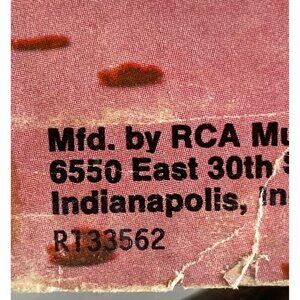 Mfd. by RCA Mu
6550 East 30th S
Indianapolis, In
R133562